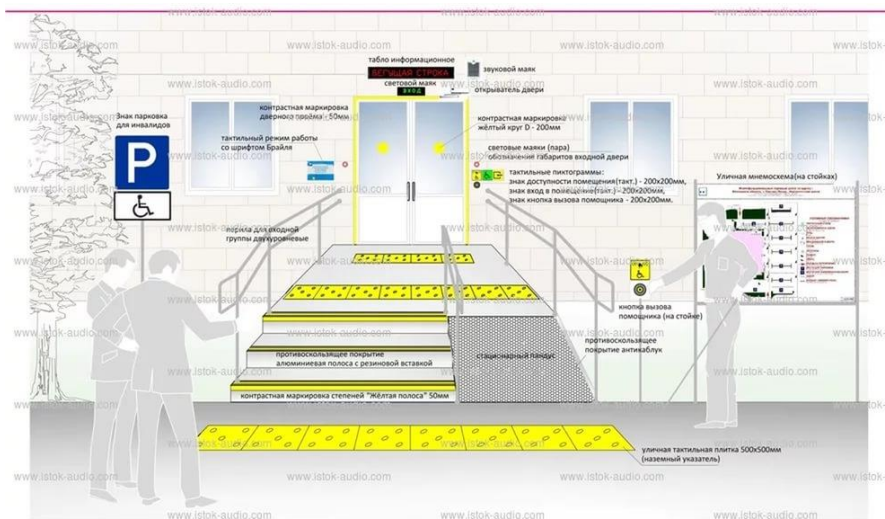 табло информационное
БЕГУЩАЯ СТРОКА
световой маяк
ВХОД
звуковой маяк
открыватель двери
Знак парковка
для инвалидов
P
контрастная маркировка
дверного проёма - 50мм
тактильный режим работы
со шрифтом Брайля
контрастная маркировка
жёлтый круг D - 200мм
световые маяки (пара)
обозначение габаритов входной двери
тактильные пиктограммы:
знак доступности помещения(такт.) - 200х200мм,
знак вход в помещение(такт.) - 200х200мм,
знак кнопка вызова помощника - 200х200мм.
Уличная мнемосхема(на стойках)
перила для входной
группы двухуровневые
кнопка вызова
помощника (на стойке)
противоскользящее
покрытие антикаблук
противоскользящее покрытие
алюминиевая полоса с резиновой вставкой
стационарный пандус
контрастная маркировка степеней "Жёлтая полоса" 50мм
уличная тактильная плитка 500х500мм
(наземный указатель)
www.istok-audio.com